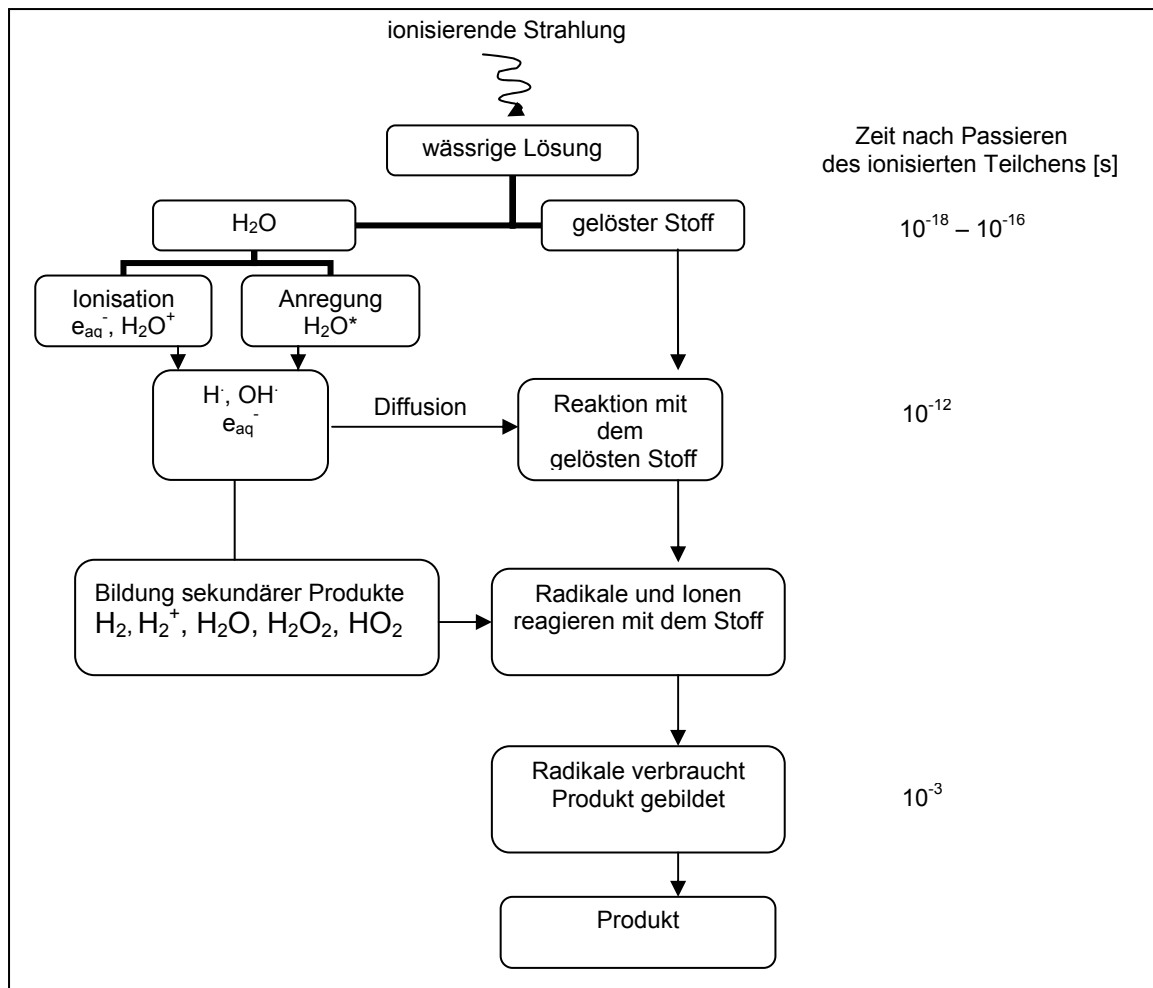 ionisierende Strahlung
wässrige Lösung
Zeit nach Passieren
des ionisierten Teilchens [s]
H₂O
gelöster Stoff
10⁻¹⁸ – 10⁻¹⁶
Ionisation
e_aq⁻, H₂O⁺
Anregung
H₂O*
H·, OH·
e_aq⁻
Diffusion
Reaktion mit
dem
gelösten Stoff
10⁻¹²
Bildung sekundärer Produkte
H₂, H₂⁺, H₂O, H₂O₂, HO₂
Radikale und Ionen
reagieren mit dem Stoff
Radikale verbraucht
Produkt gebildet
10⁻³
Produkt